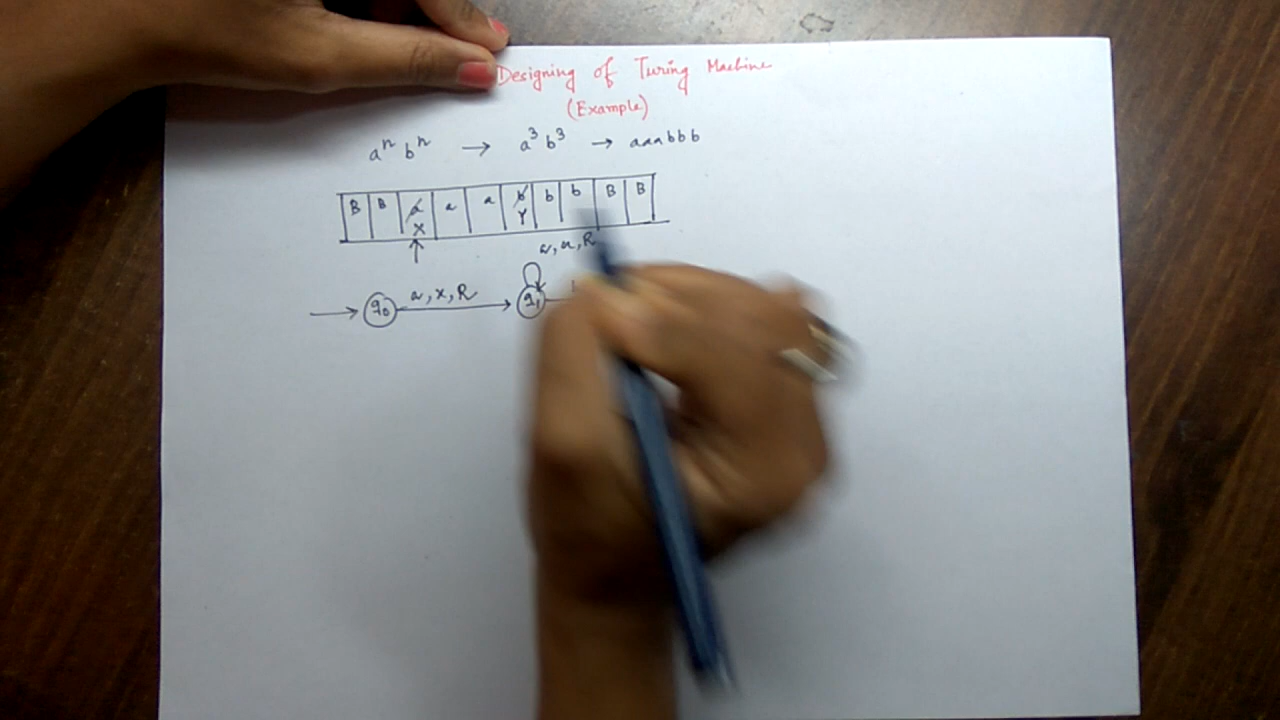 Designing of Turing Machine
(Example)
aⁿ bⁿ → a³ b³ → aaabbb
B B a a a b b b B B
X Y
a, a, R
a, x, R
q₀ q₁